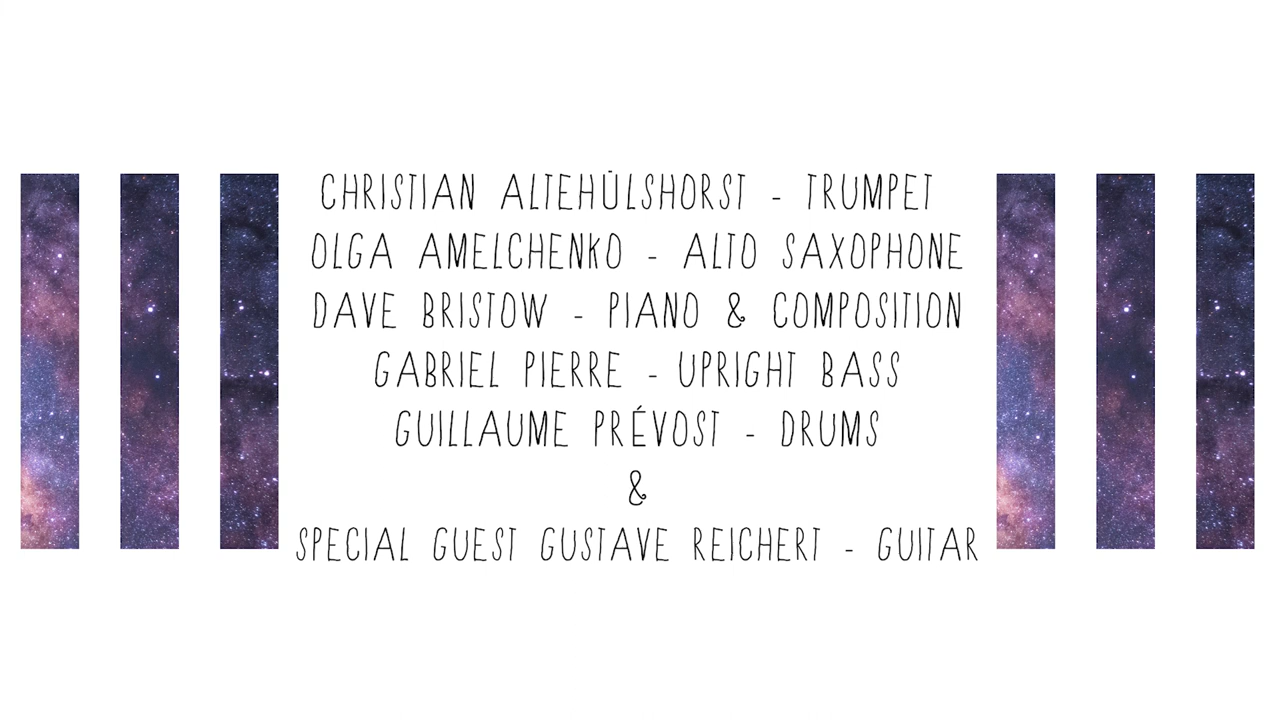 CHRISTIAN ALTEHÜLSHORST - TRUMPET
OLGA AMELCHENKO - ALTO SAXOPHONE
DAVE BRISTOW - PIANO & COMPOSITION
GABRIEL PIERRE - UPRIGHT BASS
GUILLAUME PRÉVOST - DRUMS
&
SPECIAL GUEST GUSTAVE REICHERT - GUITAR